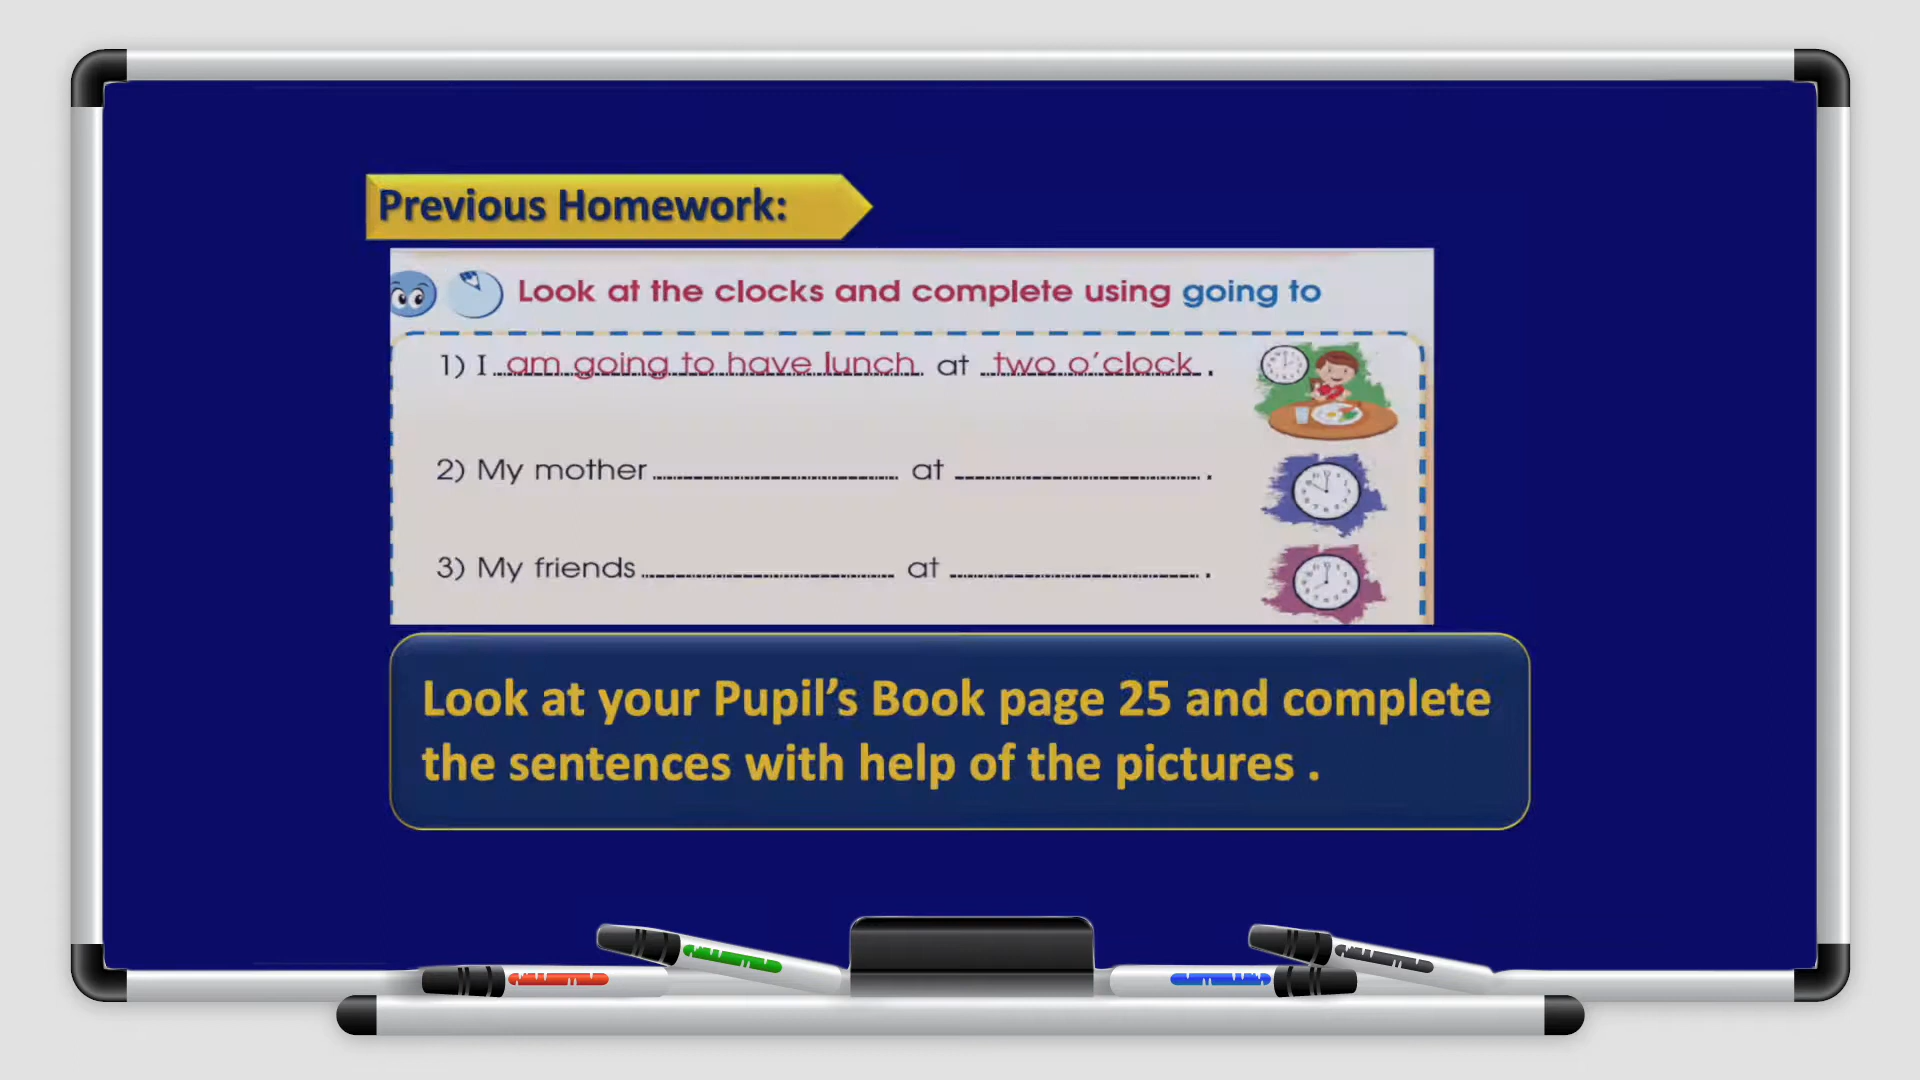 Previous Homework:
Look at the clocks and complete using going to
1) I am going to have lunch at two o’clock .
2) My mother ........................ at ........................ .
3) My friends ........................ at ........................ .
Look at your Pupil’s Book page 25 and complete
the sentences with help of the pictures .